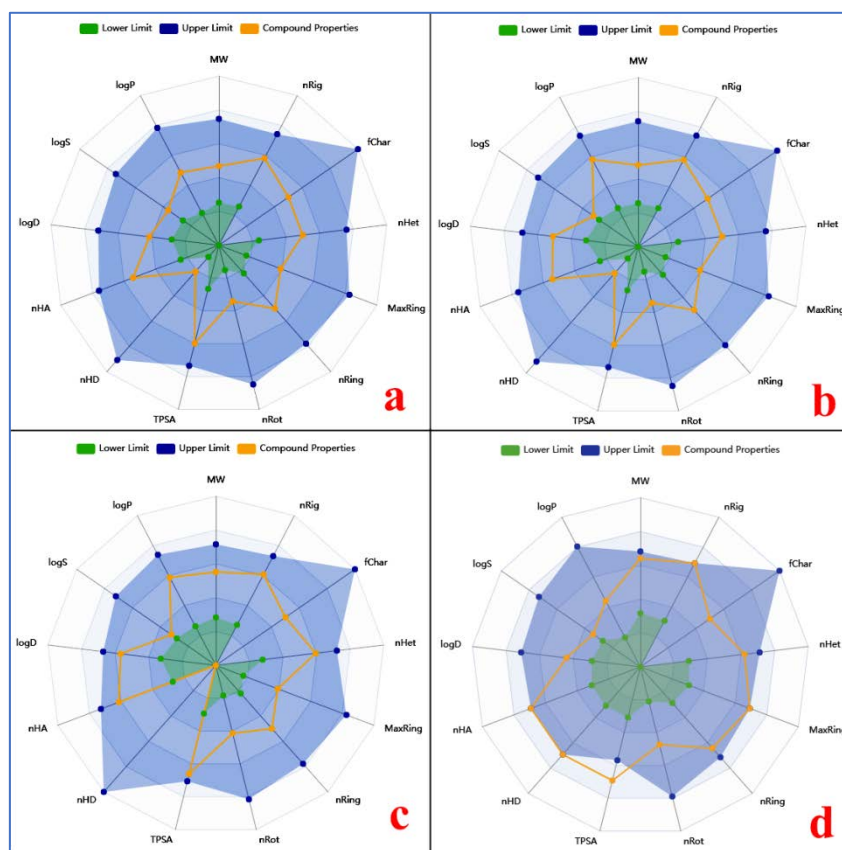 Lower Limit Upper Limit Compound Properties
MW
logP nRig
logS fChar
logD nHet
nHA MaxRing
nHD nRing
TPSA nRot
a
Lower Limit Upper Limit Compound Properties
MW
logP nRig
logS fChar
logD nHet
nHA MaxRing
nHD nRing
TPSA nRot
b
Lower Limit Upper Limit Compound Properties
MW
logP nRig
logS fChar
logD nHet
nHA MaxRing
nHD nRing
TPSA nRot
c
Lower Limit Upper Limit Compound Properties
MW
logP nRig
logS fChar
logD nHet
nHA MaxRing
nHD nRing
TPSA nRot
d